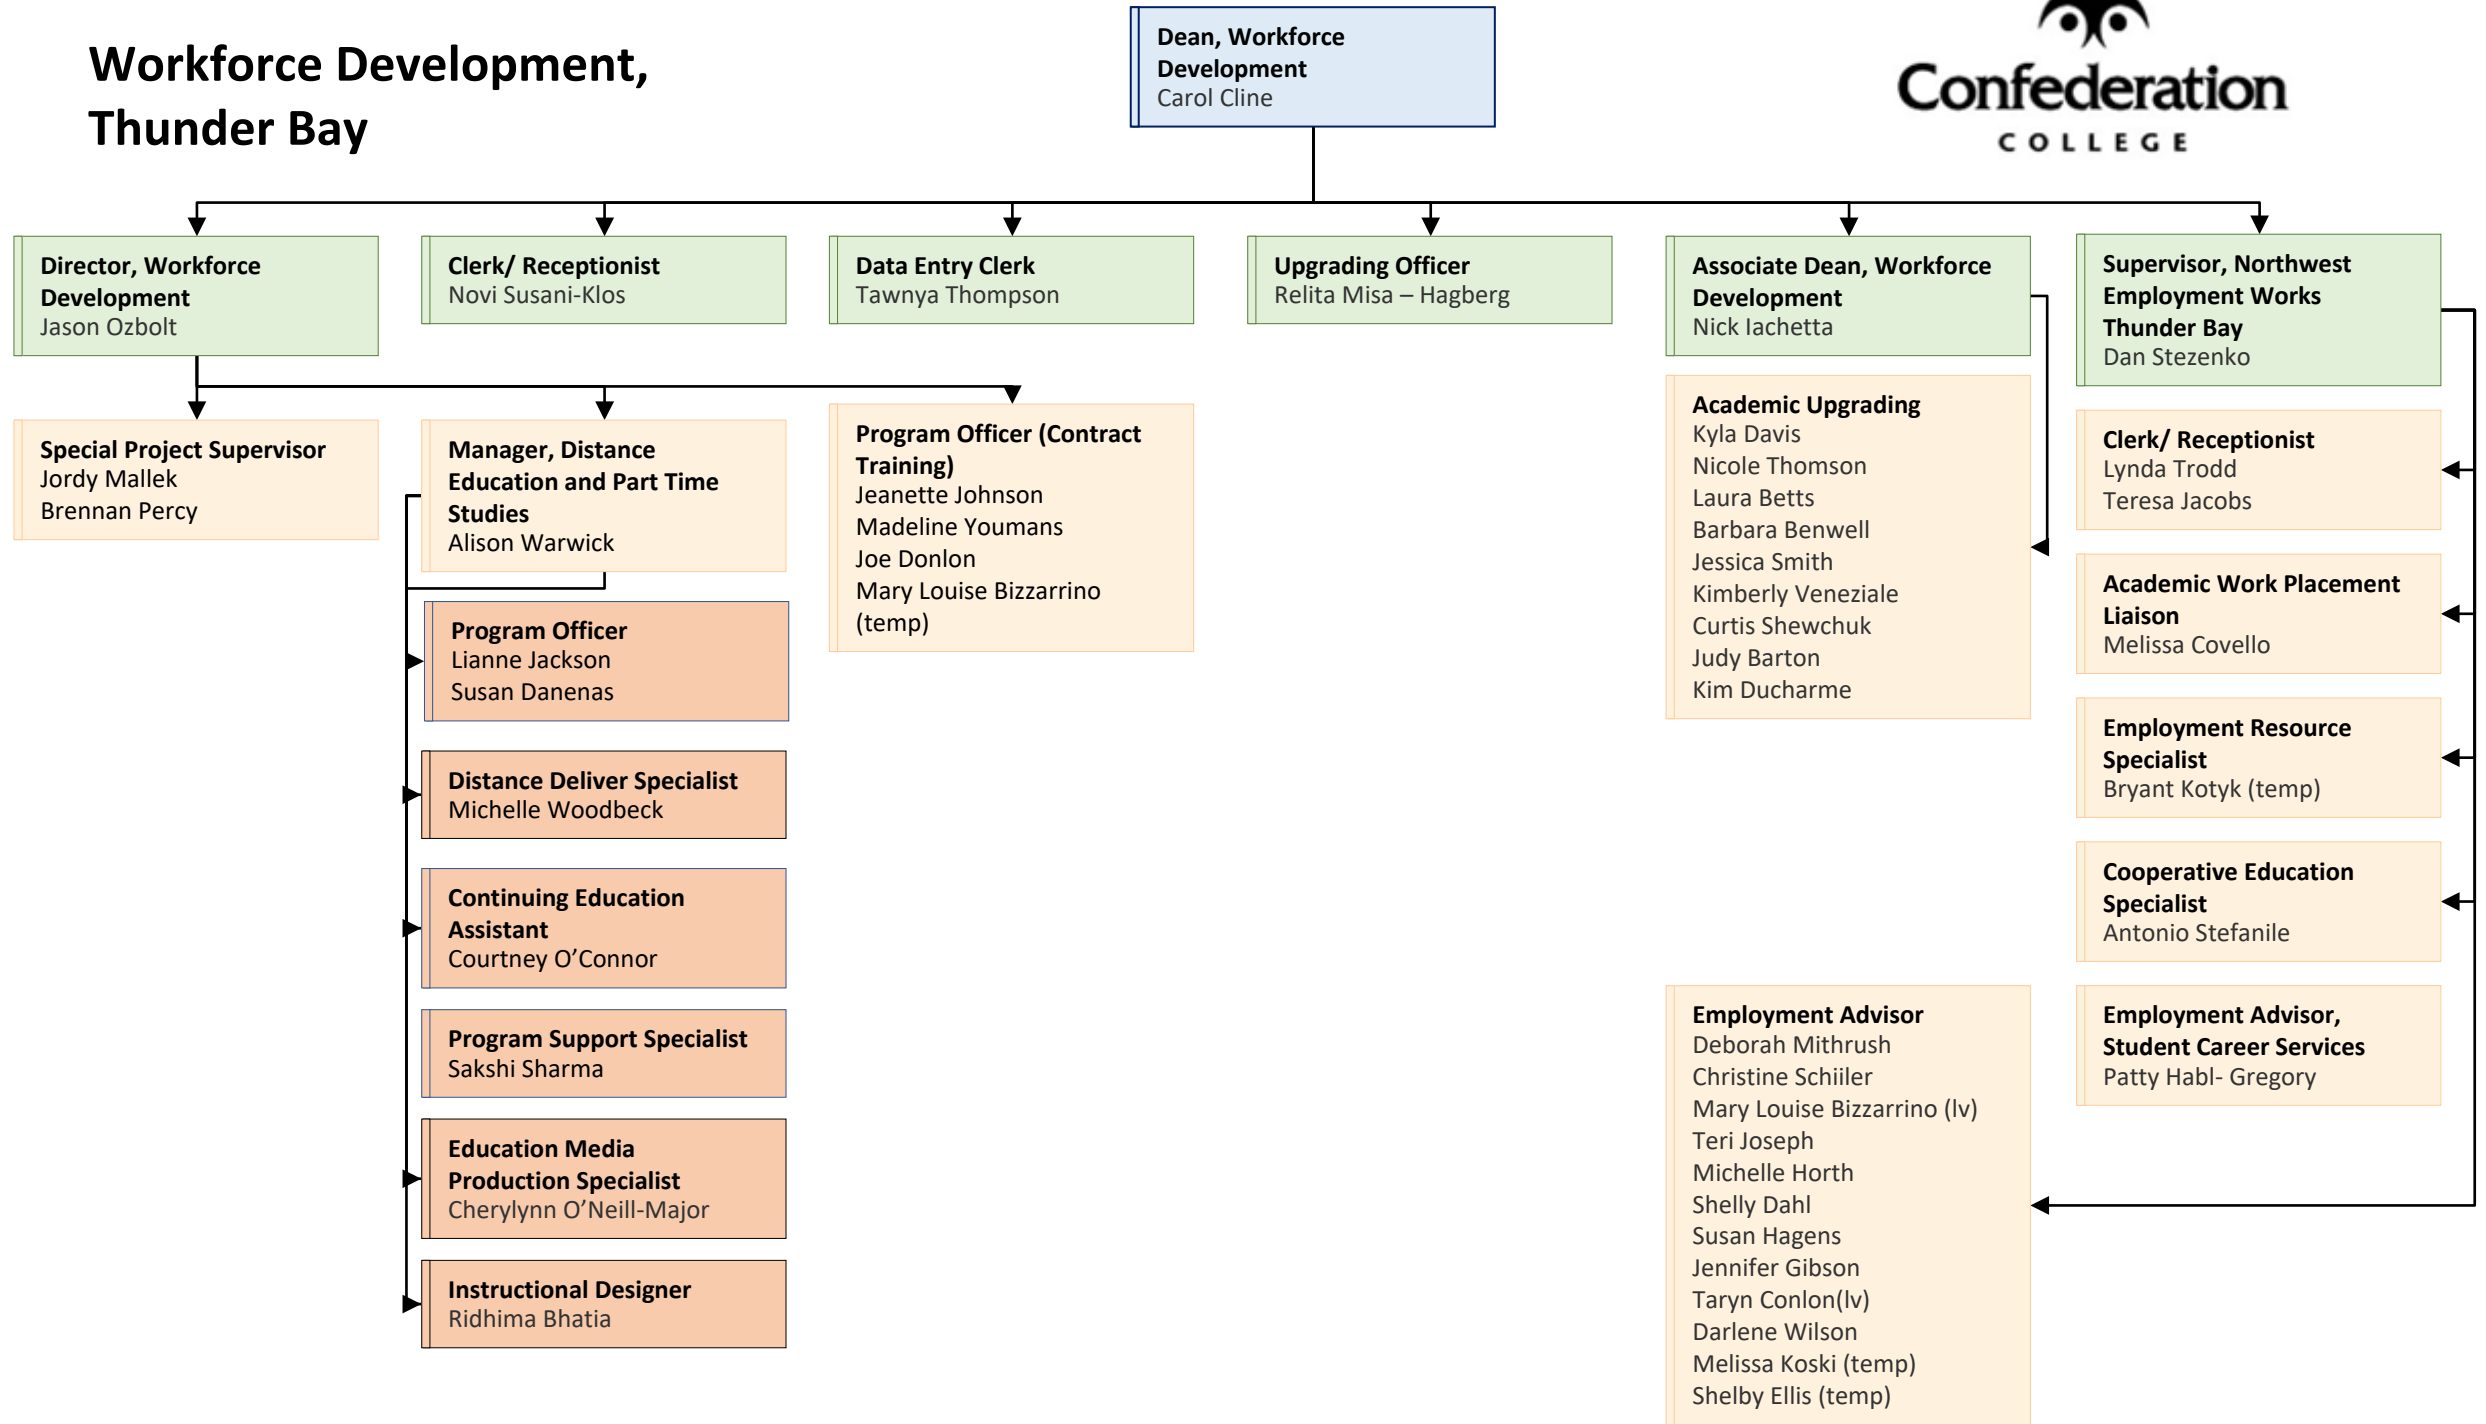 Workforce Development,
Thunder Bay
Dean, Workforce
Development
Carol Cline
Confederation
COLLEGE
Director, Workforce
Development
Jason Ozbolt
Clerk/ Receptionist
Novi Susani-Klos
Data Entry Clerk
Tawnya Thompson
Upgrading Officer
Relita Misa – Hagberg
Associate Dean, Workforce
Development
Nick Iachetta
Supervisor, Northwest
Employment Works
Thunder Bay
Dan Stezenko
Special Project Supervisor
Jordy Mallek
Brennan Percy
Manager, Distance
Education and Part Time
Studies
Alison Warwick
Program Officer (Contract
Training)
Jeanette Johnson
Madeline Youmans
Joe Donlon
Mary Louise Bizzarrino
(temp)
Academic Upgrading
Kyla Davis
Nicole Thomson
Laura Betts
Barbara Benwell
Jessica Smith
Kimberly Veneziale
Curtis Shewchuk
Judy Barton
Kim Ducharme
Clerk/ Receptionist
Lynda Trodd
Teresa Jacobs
Academic Work Placement
Liaison
Melissa Covello
Employment Resource
Specialist
Bryant Kotyk (temp)
Cooperative Education
Specialist
Antonio Stefanile
Employment Advisor,
Student Career Services
Patty Habl- Gregory
Program Officer
Lianne Jackson
Susan Danenas
Distance Deliver Specialist
Michelle Woodbeck
Continuing Education
Assistant
Courtney O’Connor
Program Support Specialist
Sakshi Sharma
Education Media
Production Specialist
Cherylynn O’Neill-Major
Instructional Designer
Ridhima Bhatia
Employment Advisor
Deborah Mithrush
Christine Schiiler
Mary Louise Bizzarrino (lv)
Teri Joseph
Michelle Horth
Shelly Dahl
Susan Hagens
Jennifer Gibson
Taryn Conlon(lv)
Darlene Wilson
Melissa Koski (temp)
Shelby Ellis (temp)